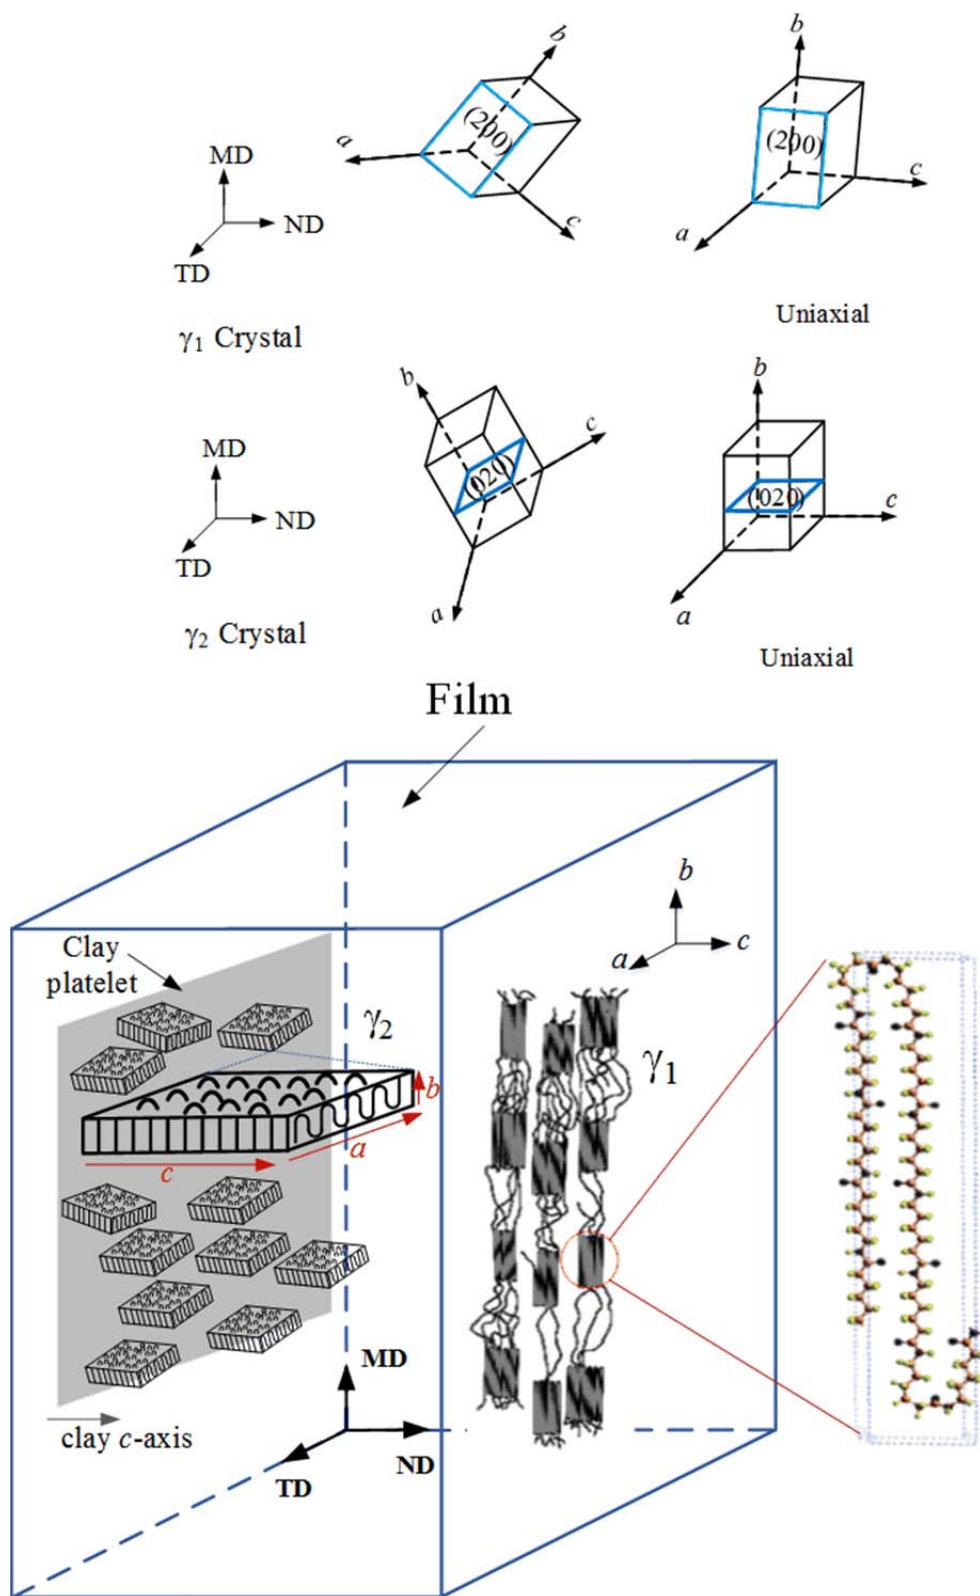 b
b
(200)
(200)
a
c
c
a
MD
ND
TD
γ₁ Crystal
Uniaxial
b
b
c
(020)
(020)
c
a
a
MD
ND
TD
γ₂ Crystal
Uniaxial
Film
b
a
c
Clay
platelet
γ₂
γ₁
b
a
c
clay c-axis
MD
ND
TD